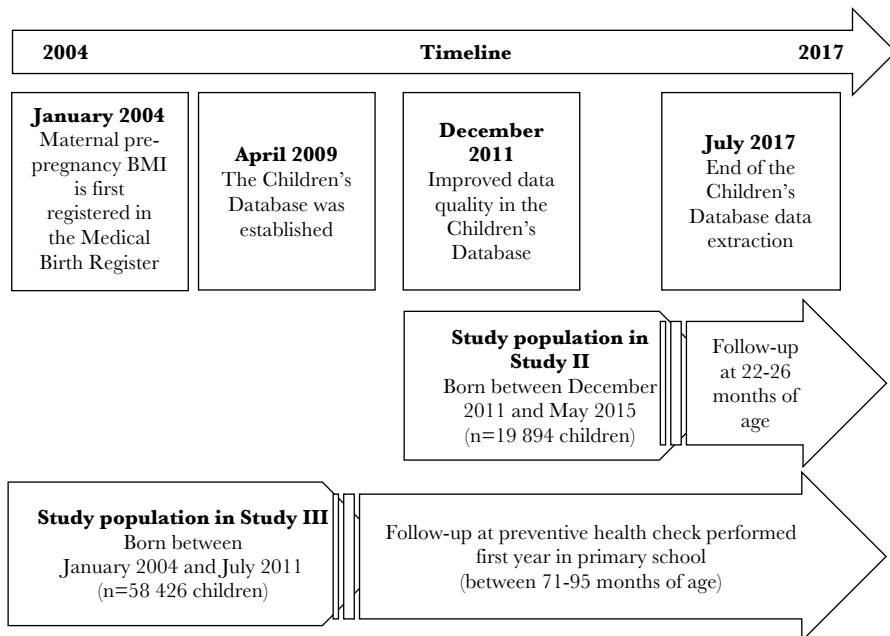 2004 Timeline 2017
January 2004
Maternal pre-
pregnancy BMI
is first
registered in
the Medical
Birth Register
April 2009
The Children's
Database was
established
December
2011
Improved data
quality in the
Children's
Database
July 2017
End of the
Children's
Database data
extraction
Study population in
Study II
Born between December
2011 and May 2015
(n=19 894 children)
Follow-up
at 22-26
months of
age
Study population in Study III
Born between
January 2004 and July 2011
(n=58 426 children)
Follow-up at preventive health check performed
first year in primary school
(between 71-95 months of age)